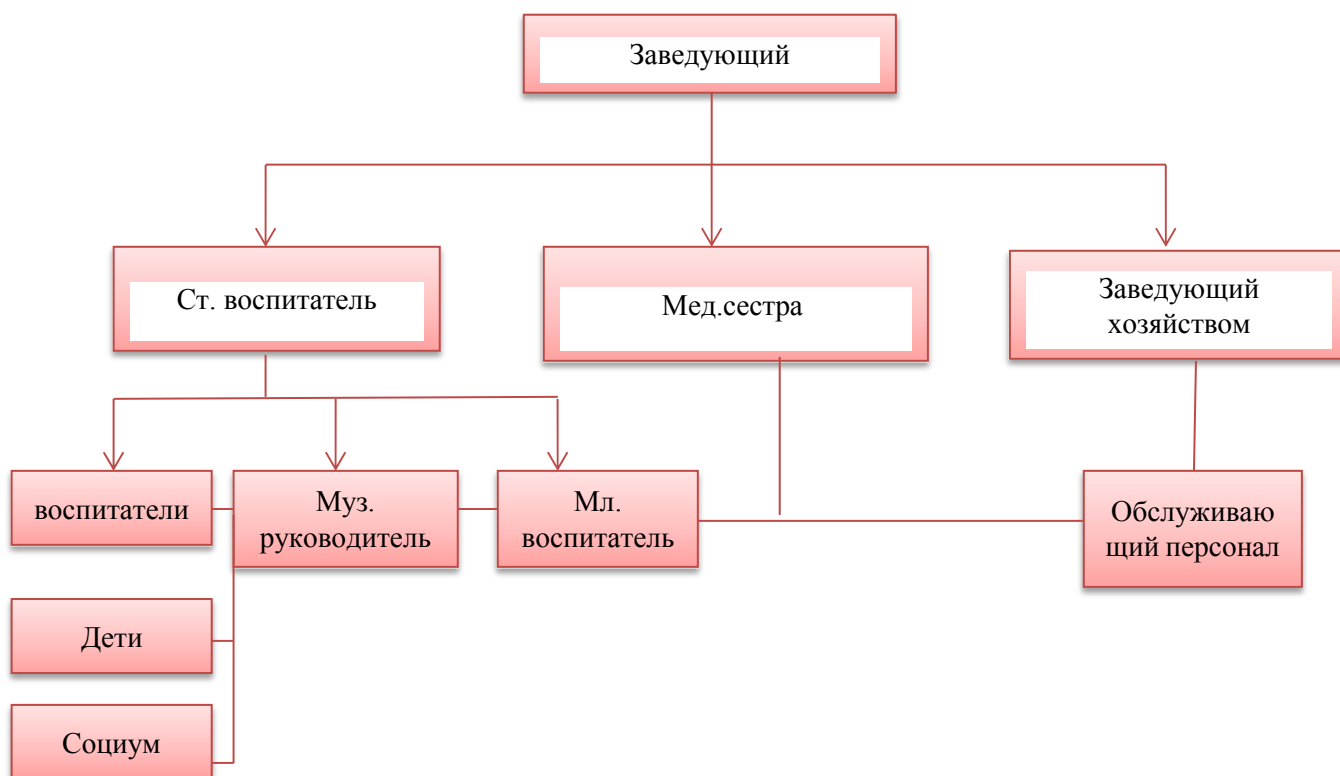 Заведующий
Ст. воспитатель
Мед.сестра
Заведующий
хозяйством
воспитатели
Муз.
руководитель
Мл.
воспитатель
Обслуживаю
щий персонал
Дети
Социум